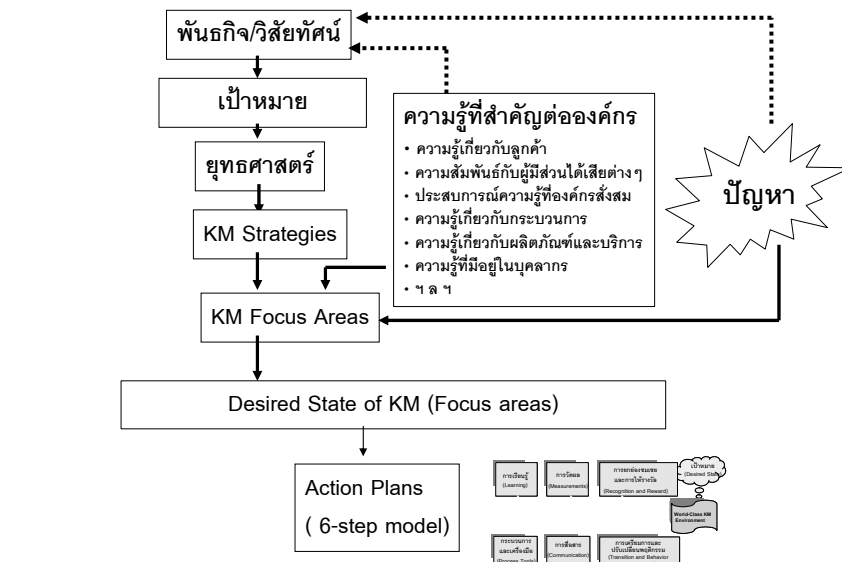 พันธกิจ/วิสัยทัศน์
เป้าหมาย
ยุทธศาสตร์
KM Strategies
KM Focus Areas
ความรู้ที่สำคัญต่อองค์กร
• ความรู้เกี่ยวกับลูกค้า
• ความสัมพันธ์กับผู้มีส่วนได้เสียต่างๆ
• ประสบการณ์ความรู้ที่องค์กรสั่งสม
• ความรู้เกี่ยวกับกระบวนการ
• ความรู้เกี่ยวกับผลิตภัณฑ์และบริการ
• ความรู้ที่มีอยู่ในบุคลากร
• ฯ ล ฯ
ปัญหา
Desired State of KM (Focus areas)
Action Plans
( 6-step model)
การเรียนรู้
(Learning)
การวัดผล
(Measurements)
การยกย่องชมเชย
และการให้รางวัล
(Recognition and Reward)
เป้าหมาย
(Desired State)
World-Class KM
Environment
กระบวนการ
และเครื่องมือ
(Process Tools)
การสื่อสาร
(Communication)
การเตรียมการและ
ปรับเปลี่ยนพฤติกรรม
(Transition and Behavior